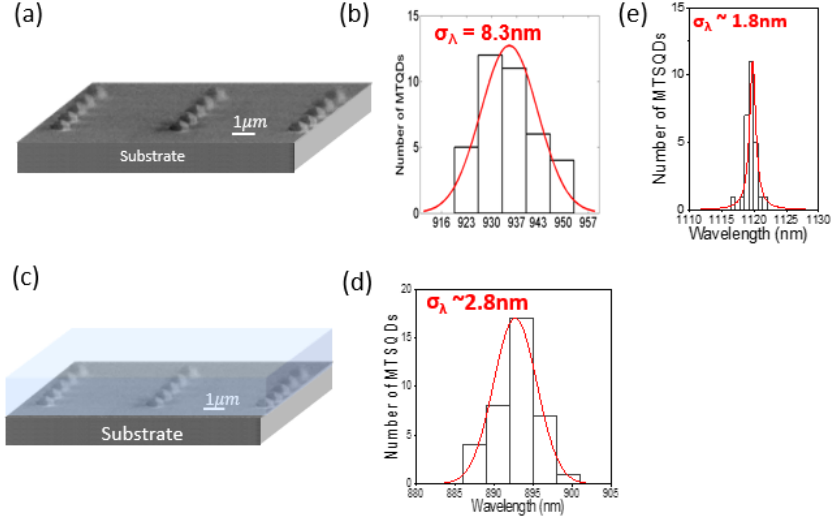 (a)
1μm
Substrate
(b)
σλ = 8.3nm
Number of MTQDs
15
10
5
0
916 923 930 937 943 950 957
(e)
σλ ~ 1.8nm
Number of MTSQDs
15
10
5
0
1110 1115 1120 1125 1130
Wavelength (nm)
(c)
1μm
Substrate
(d)
σλ ~2.8nm
Number of MTSQDs
20
10
0
880 885 890 895 900 905
Wavelength (nm)